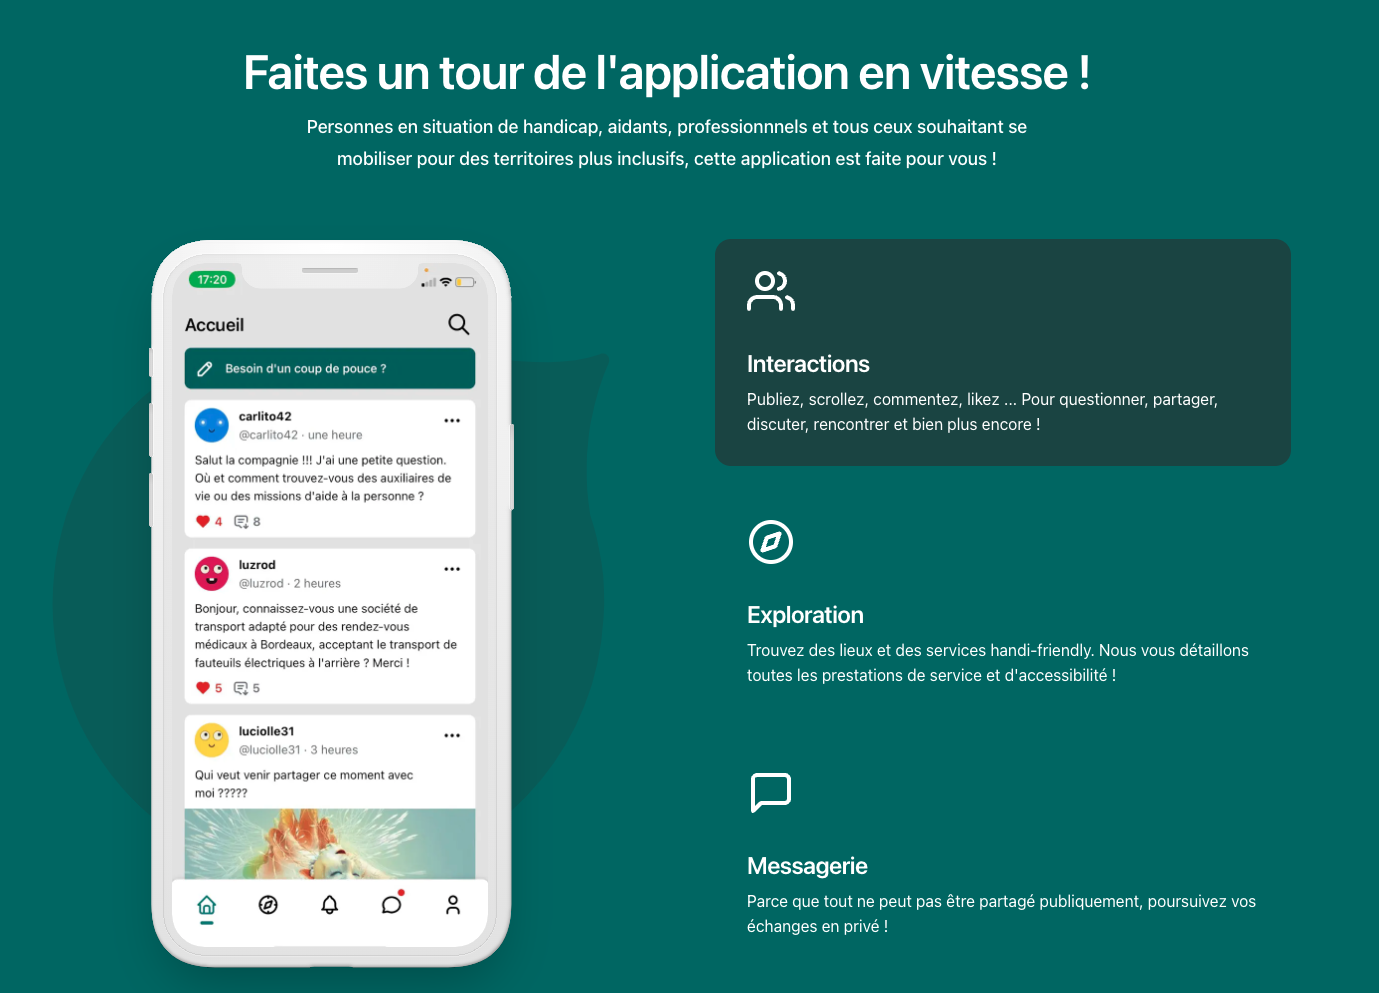 Faites un tour de l'application en vitesse !
Personnes en situation de handicap, aidants, professionnnels et tous ceux souhaitant se
mobiliser pour des territoires plus inclusifs, cette application est faite pour vous !
17:20
Accueil
Besoin d'un coup de pouce ?
carlito42
@carlito42 · une heure
Salut la compagnie !!! J'ai une petite question.
Où et comment trouvez-vous des auxiliaires de
vie ou des missions d'aide à la personne ?
4 8
luzrod
@luzrod · 2 heures
Bonjour, connaissez-vous une société de
transport adapté pour des rendez-vous
médicaux à Bordeaux, acceptant le transport de
fauteuils électriques à l'arrière ? Merci !
5 5
luciolle31
@luciolle31 · 3 heures
Qui veut venir partager ce moment avec
moi ?????
Interactions
Publiez, scrollez, commentez, likez ... Pour questionner, partager,
discuter, rencontrer et bien plus encore !
Exploration
Trouvez des lieux et des services handi-friendly. Nous vous détaillons
toutes les prestations de service et d'accessibilité !
Messagerie
Parce que tout ne peut pas être partagé publiquement, poursuivez vos
échanges en privé !